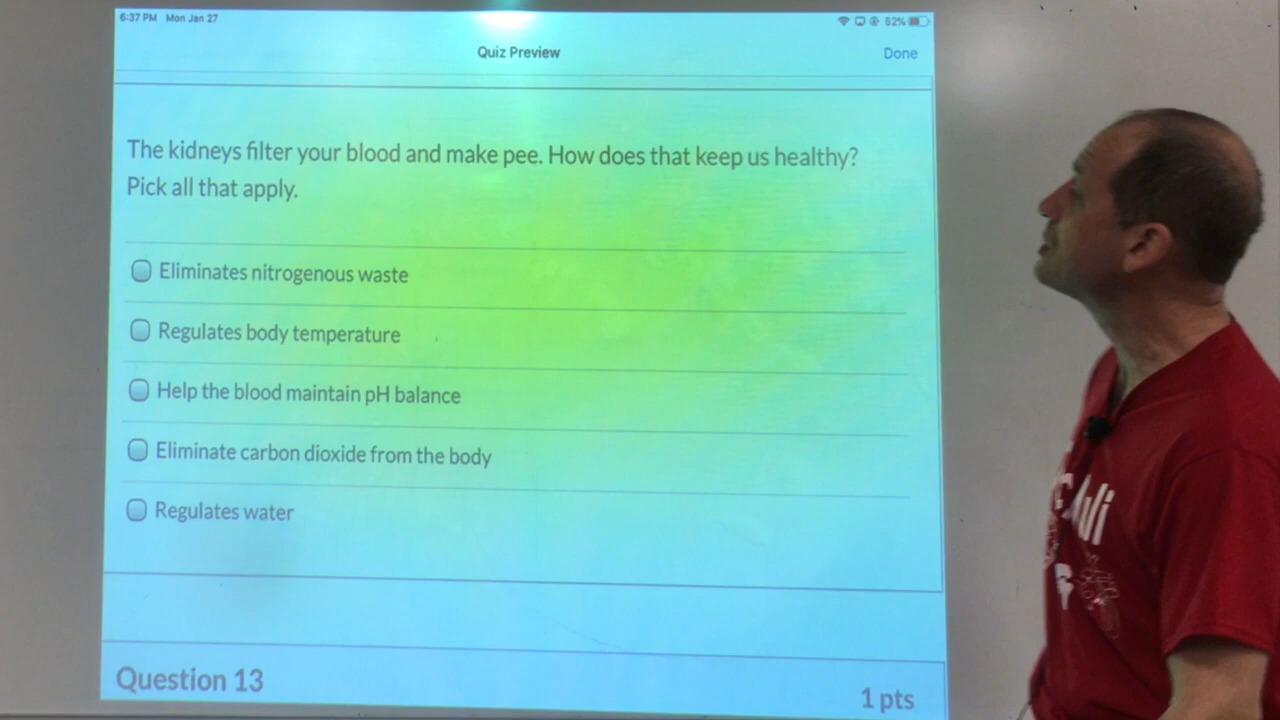 6:37 PM Mon Jan 27
52%
Quiz Preview
Done
The kidneys filter your blood and make pee. How does that keep us healthy?
Pick all that apply.
Eliminates nitrogenous waste
Regulates body temperature
Help the blood maintain pH balance
Eliminate carbon dioxide from the body
Regulates water
Question 13
1 pts